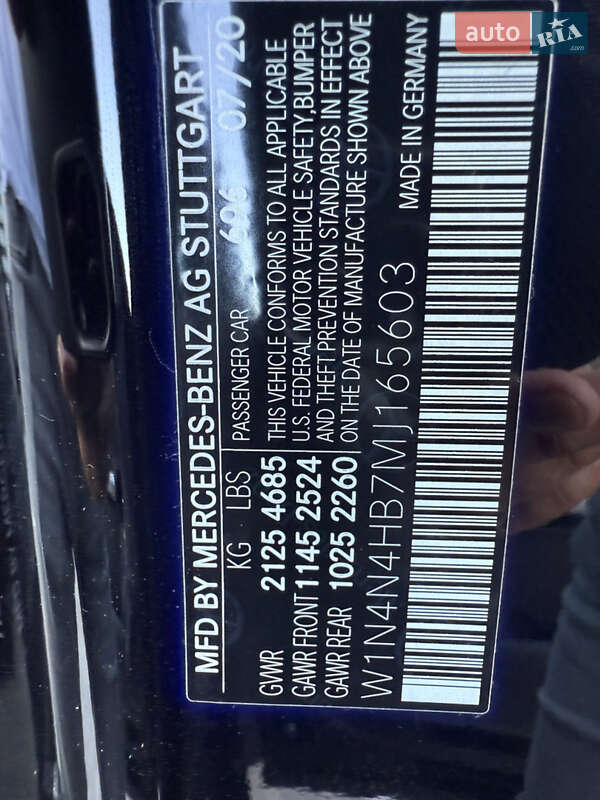 MFD BY MERCEDES-BENZ AG STUTTGART
KG LBS PASSENGER CAR 696 07/20
GVWR 2125 4685 THIS VEHICLE CONFORMS TO ALL APPLICABLE
GAWR FRONT 1145 2524 U.S. FEDERAL MOTOR VEHICLE SAFETY, BUMPER
GAWR REAR 1025 2260 AND THEFT PREVENTION STANDARDS IN EFFECT
ON THE DATE OF MANUFACTURE SHOWN ABOVE
W1N4N4HB7MJ165603 MADE IN GERMANY
auto RIA .com